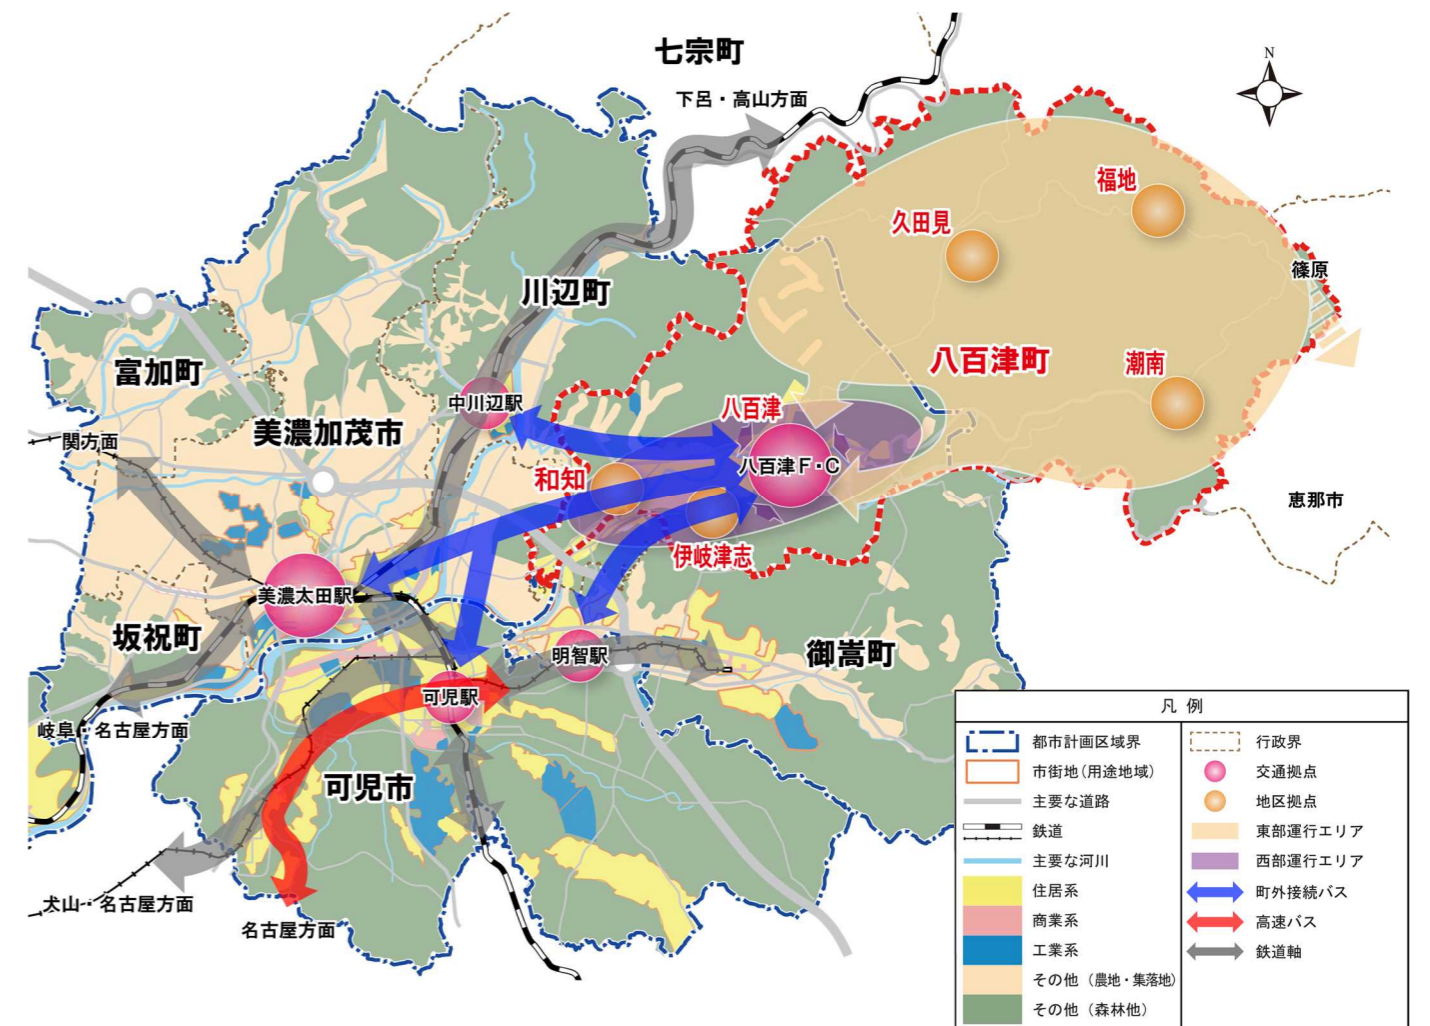 七宗町
下呂・高山方面
N
福地
久田見
篠原
川辺町
八百津町
潮南
富加町
中川辺駅
八百津
美濃加茂市
関方面
八百津F・C
和知
恵那市
伊岐津志
美濃太田駅
坂祝町
明智駅
御嵩町
可児駅
岐阜・名古屋方面
可児市
犬山・名古屋方面
名古屋方面
凡例
都市計画区域界
市街地(用途地域)
主要な道路
鉄道
主要な河川
住居系
商業系
工業系
その他(農地・集落地)
その他(森林他)
行政界
交通拠点
地区拠点
東部運行エリア
西部運行エリア
町外接続バス
高速バス
鉄道軸